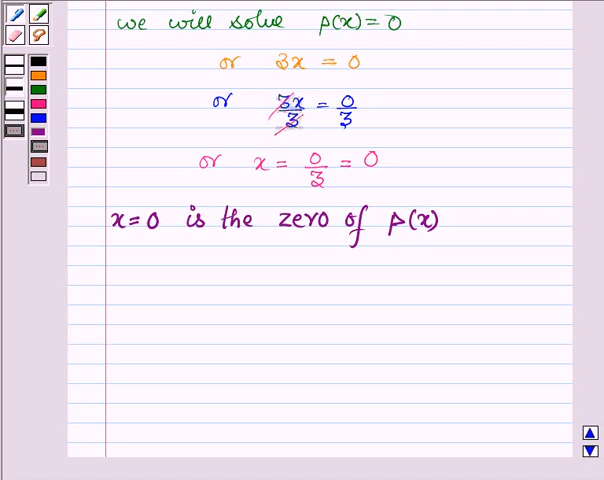 we will solve p(x) = 0
or 3x = 0
or 3x/3 = 0/3
or x = 0/3 = 0
x = 0 is the zero of p(x)